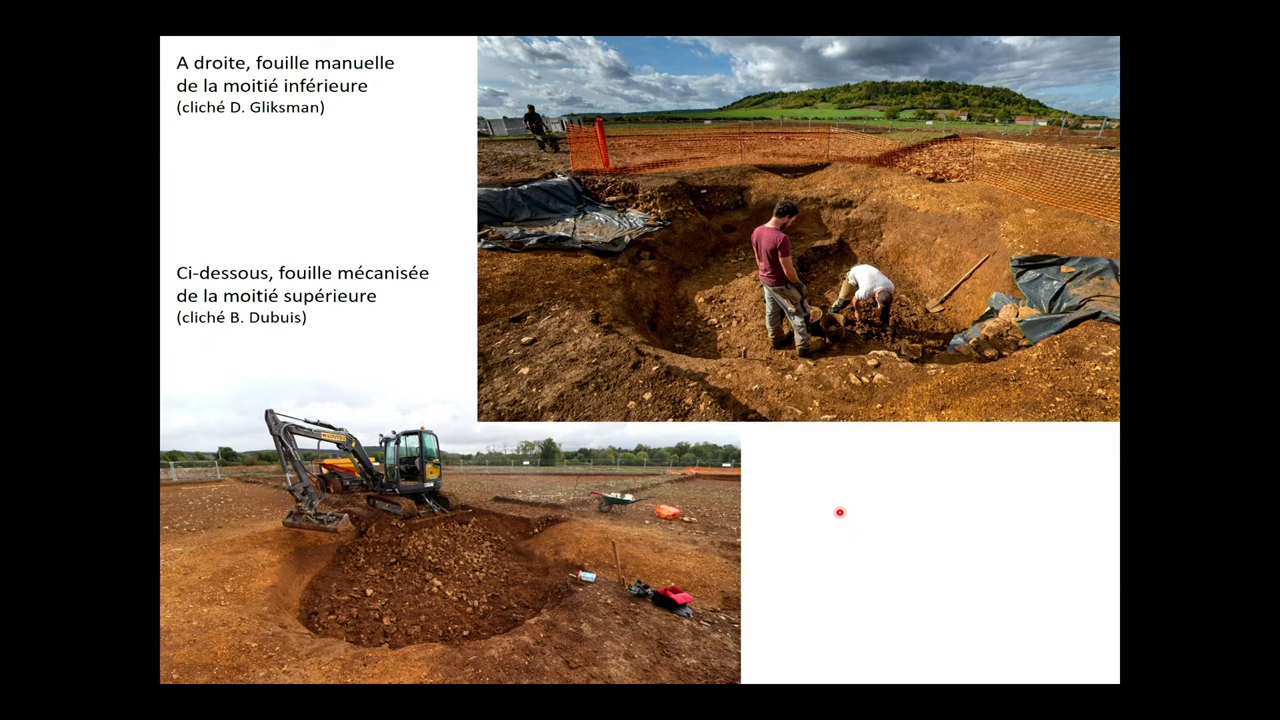 A droite, fouille manuelle
de la moitié inférieure
(cliché D. Gliksman)
Ci-dessous, fouille mécanisée
de la moitié supérieure
(cliché B. Dubuis)